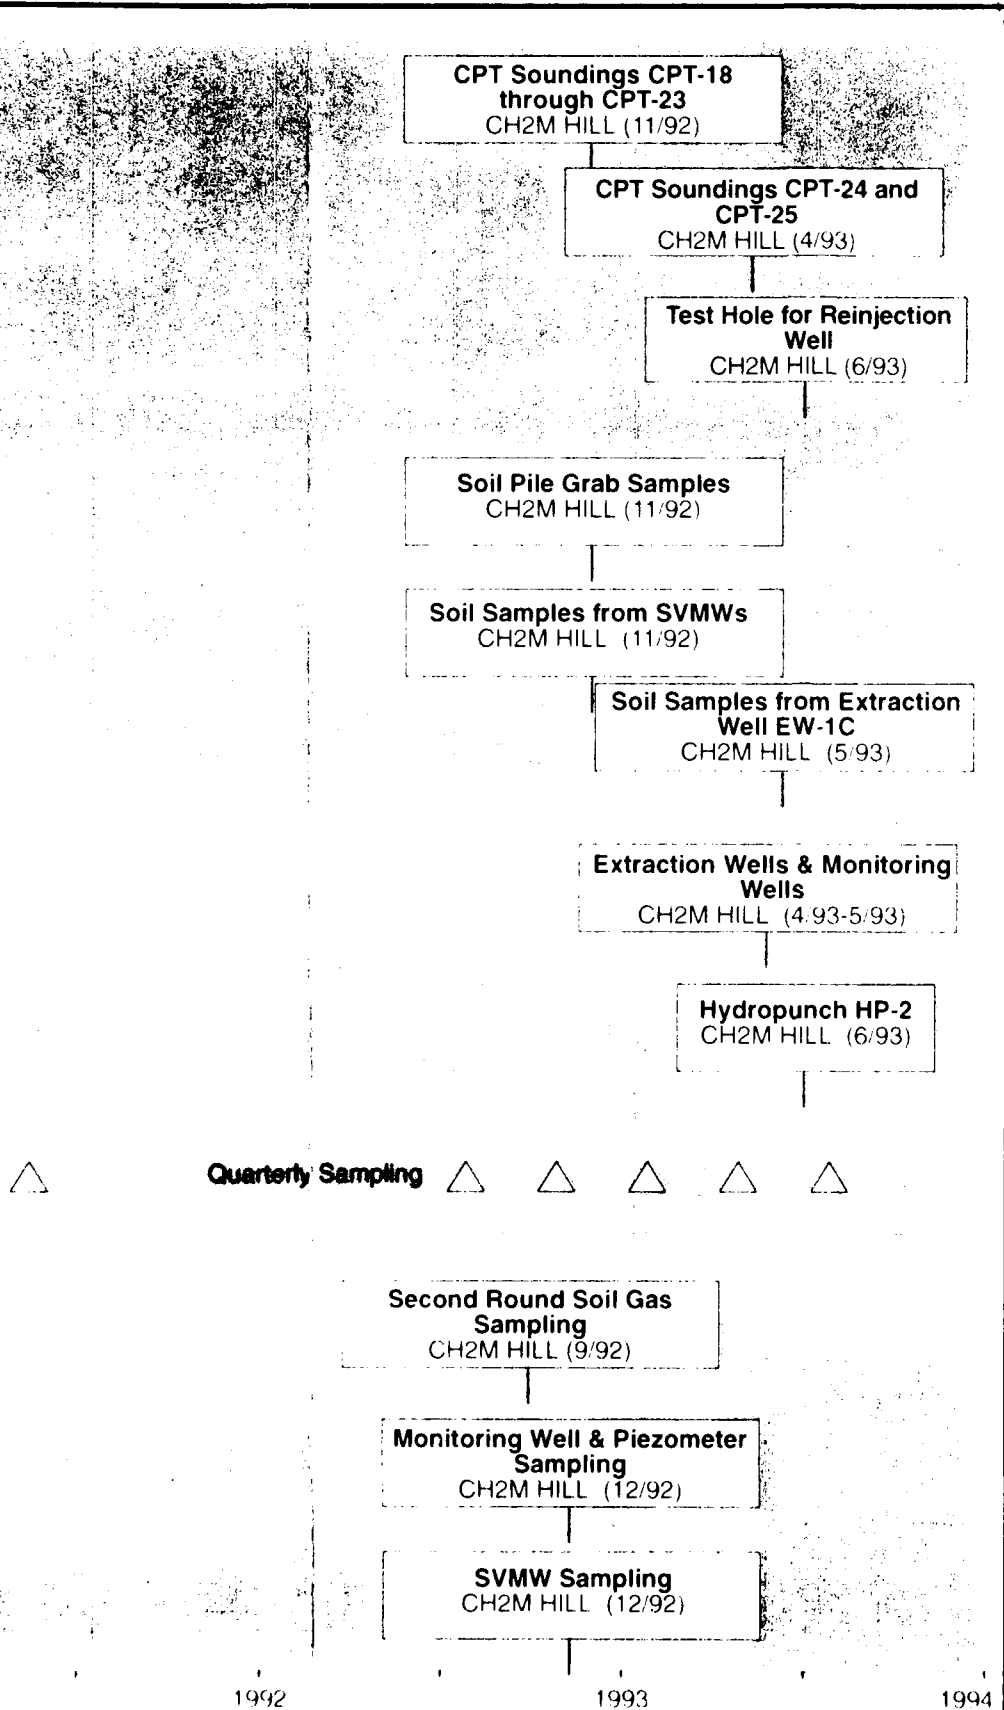 CPT Soundings CPT-18
through CPT-23
CH2M HILL (11/92)
CPT Soundings CPT-24 and
CPT-25
CH2M HILL (4/93)
Test Hole for Reinjection
Well
CH2M HILL (6/93)
Soil Pile Grab Samples
CH2M HILL (11/92)
Soil Samples from SVMWs
CH2M HILL (11/92)
Soil Samples from Extraction
Well EW-1C
CH2M HILL (5/93)
Extraction Wells & Monitoring
Wells
CH2M HILL (4/93-5/93)
Hydropunch HP-2
CH2M HILL (6/93)
Quarterly Sampling
Second Round Soil Gas
Sampling
CH2M HILL (9/92)
Monitoring Well & Piezometer
Sampling
CH2M HILL (12/92)
SVMW Sampling
CH2M HILL (12/92)
1992 1993 1994